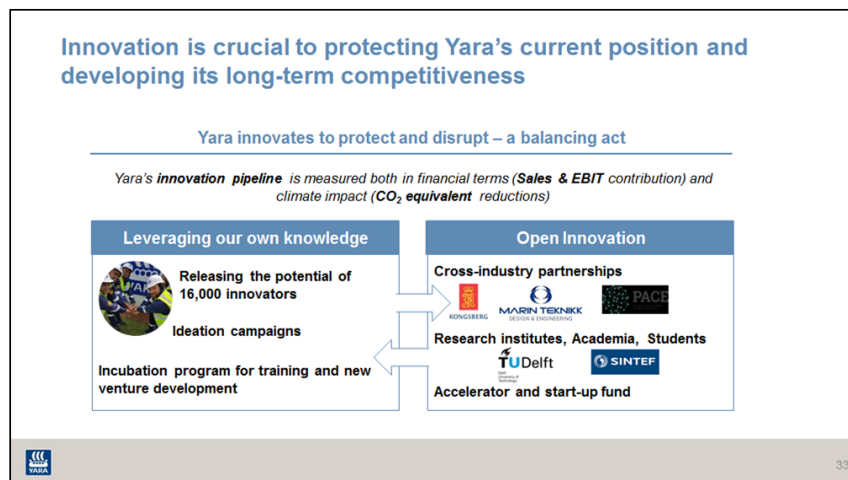 Innovation is crucial to protecting Yara's current position and
developing its long-term competitiveness
Yara innovates to protect and disrupt – a balancing act
Yara's innovation pipeline is measured both in financial terms (Sales & EBIT contribution) and
climate impact (CO₂ equivalent reductions)
Leveraging our own knowledge
Releasing the potential of
16,000 innovators
Ideation campaigns
Incubation program for training and new
venture development
Open Innovation
Cross-industry partnerships
KONGSBERG
MARIN TEKNIKK
DESIGN & ENGINEERING
PACE
Research institutes, Academia, Students
TUDelft
Delft
University of
Technology
SINTEF
Accelerator and start-up fund
YARA
33